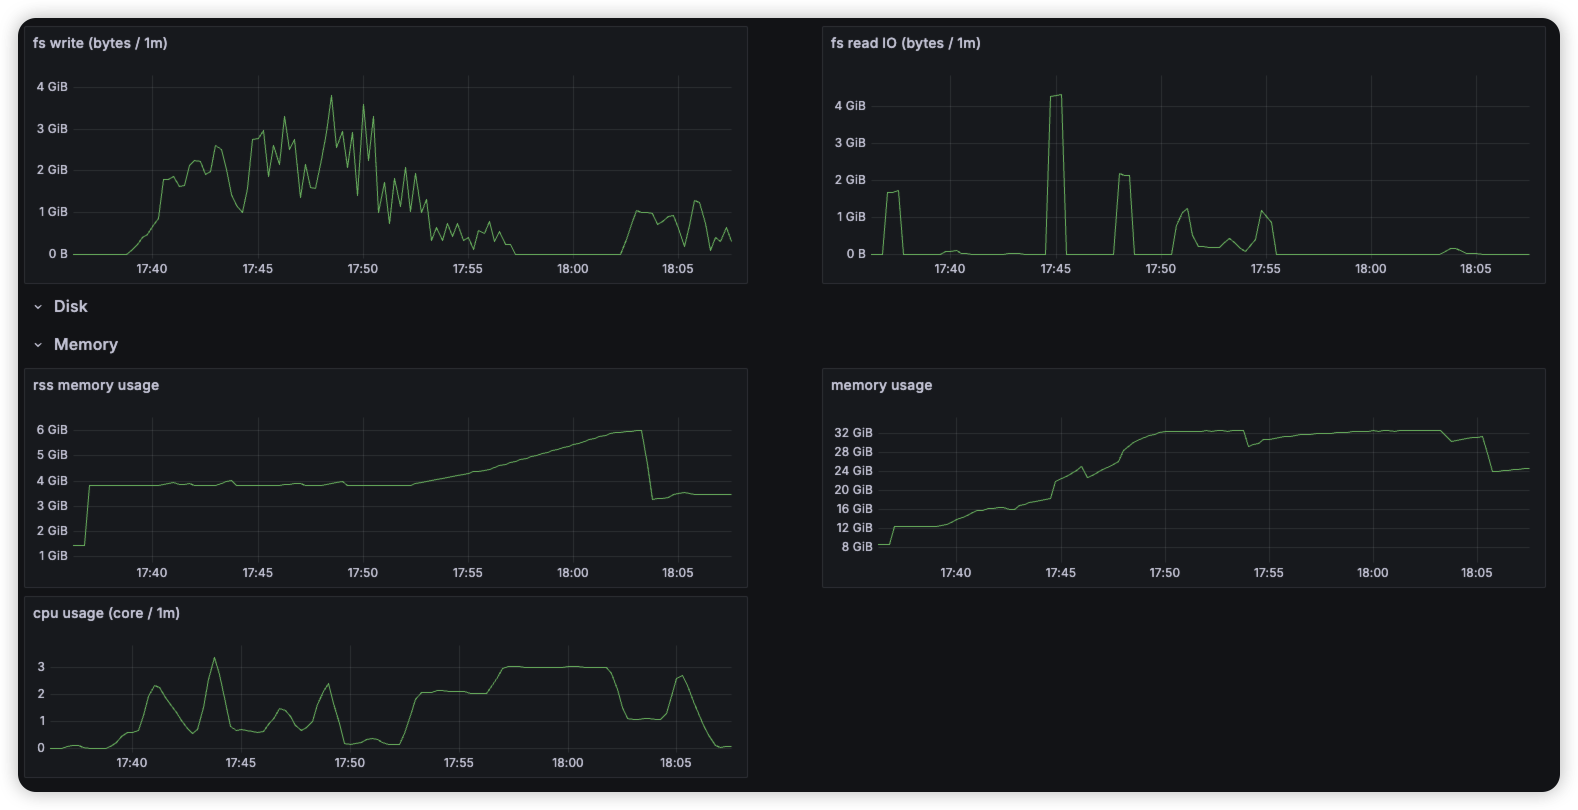 fs write (bytes / 1m)
4 GiB
3 GiB
2 GiB
1 GiB
0 B
17:40 17:45 17:50 17:55 18:00 18:05
fs read IO (bytes / 1m)
4 GiB
3 GiB
2 GiB
1 GiB
0 B
17:40 17:45 17:50 17:55 18:00 18:05
Disk
Memory
rss memory usage
6 GiB
5 GiB
4 GiB
3 GiB
2 GiB
1 GiB
17:40 17:45 17:50 17:55 18:00 18:05
memory usage
32 GiB
28 GiB
24 GiB
20 GiB
16 GiB
12 GiB
8 GiB
17:40 17:45 17:50 17:55 18:00 18:05
cpu usage (core / 1m)
3
2
1
0
17:40 17:45 17:50 17:55 18:00 18:05